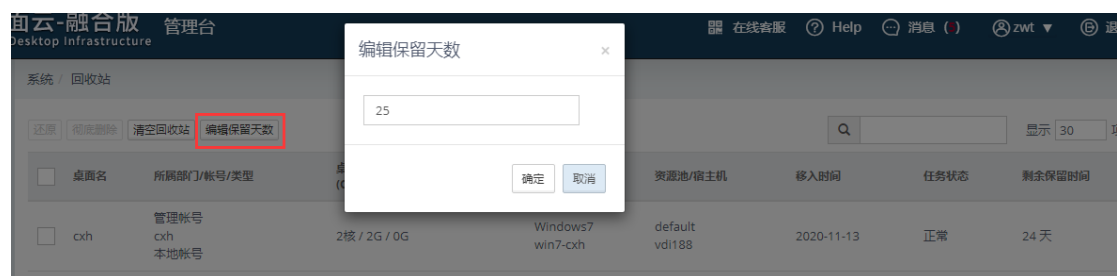 面云-融合版 管理台
Desktop Infrastructure
在线客服 Help 消息 ( ) zwt
编辑保留天数 ×
系统 / 回收站
25
还原 彻底删除 清空回收站 编辑保留天数
显示 30
确定 取消
桌面名 所属部门/帐号/类型 资源池/宿主机 移入时间 任务状态 剩余保留时间
管理帐号
cxh cxh 2核 / 2G / 0G Windows7 default 2020-11-13 正常 24 天
本地帐号 win7-cxh vdi188